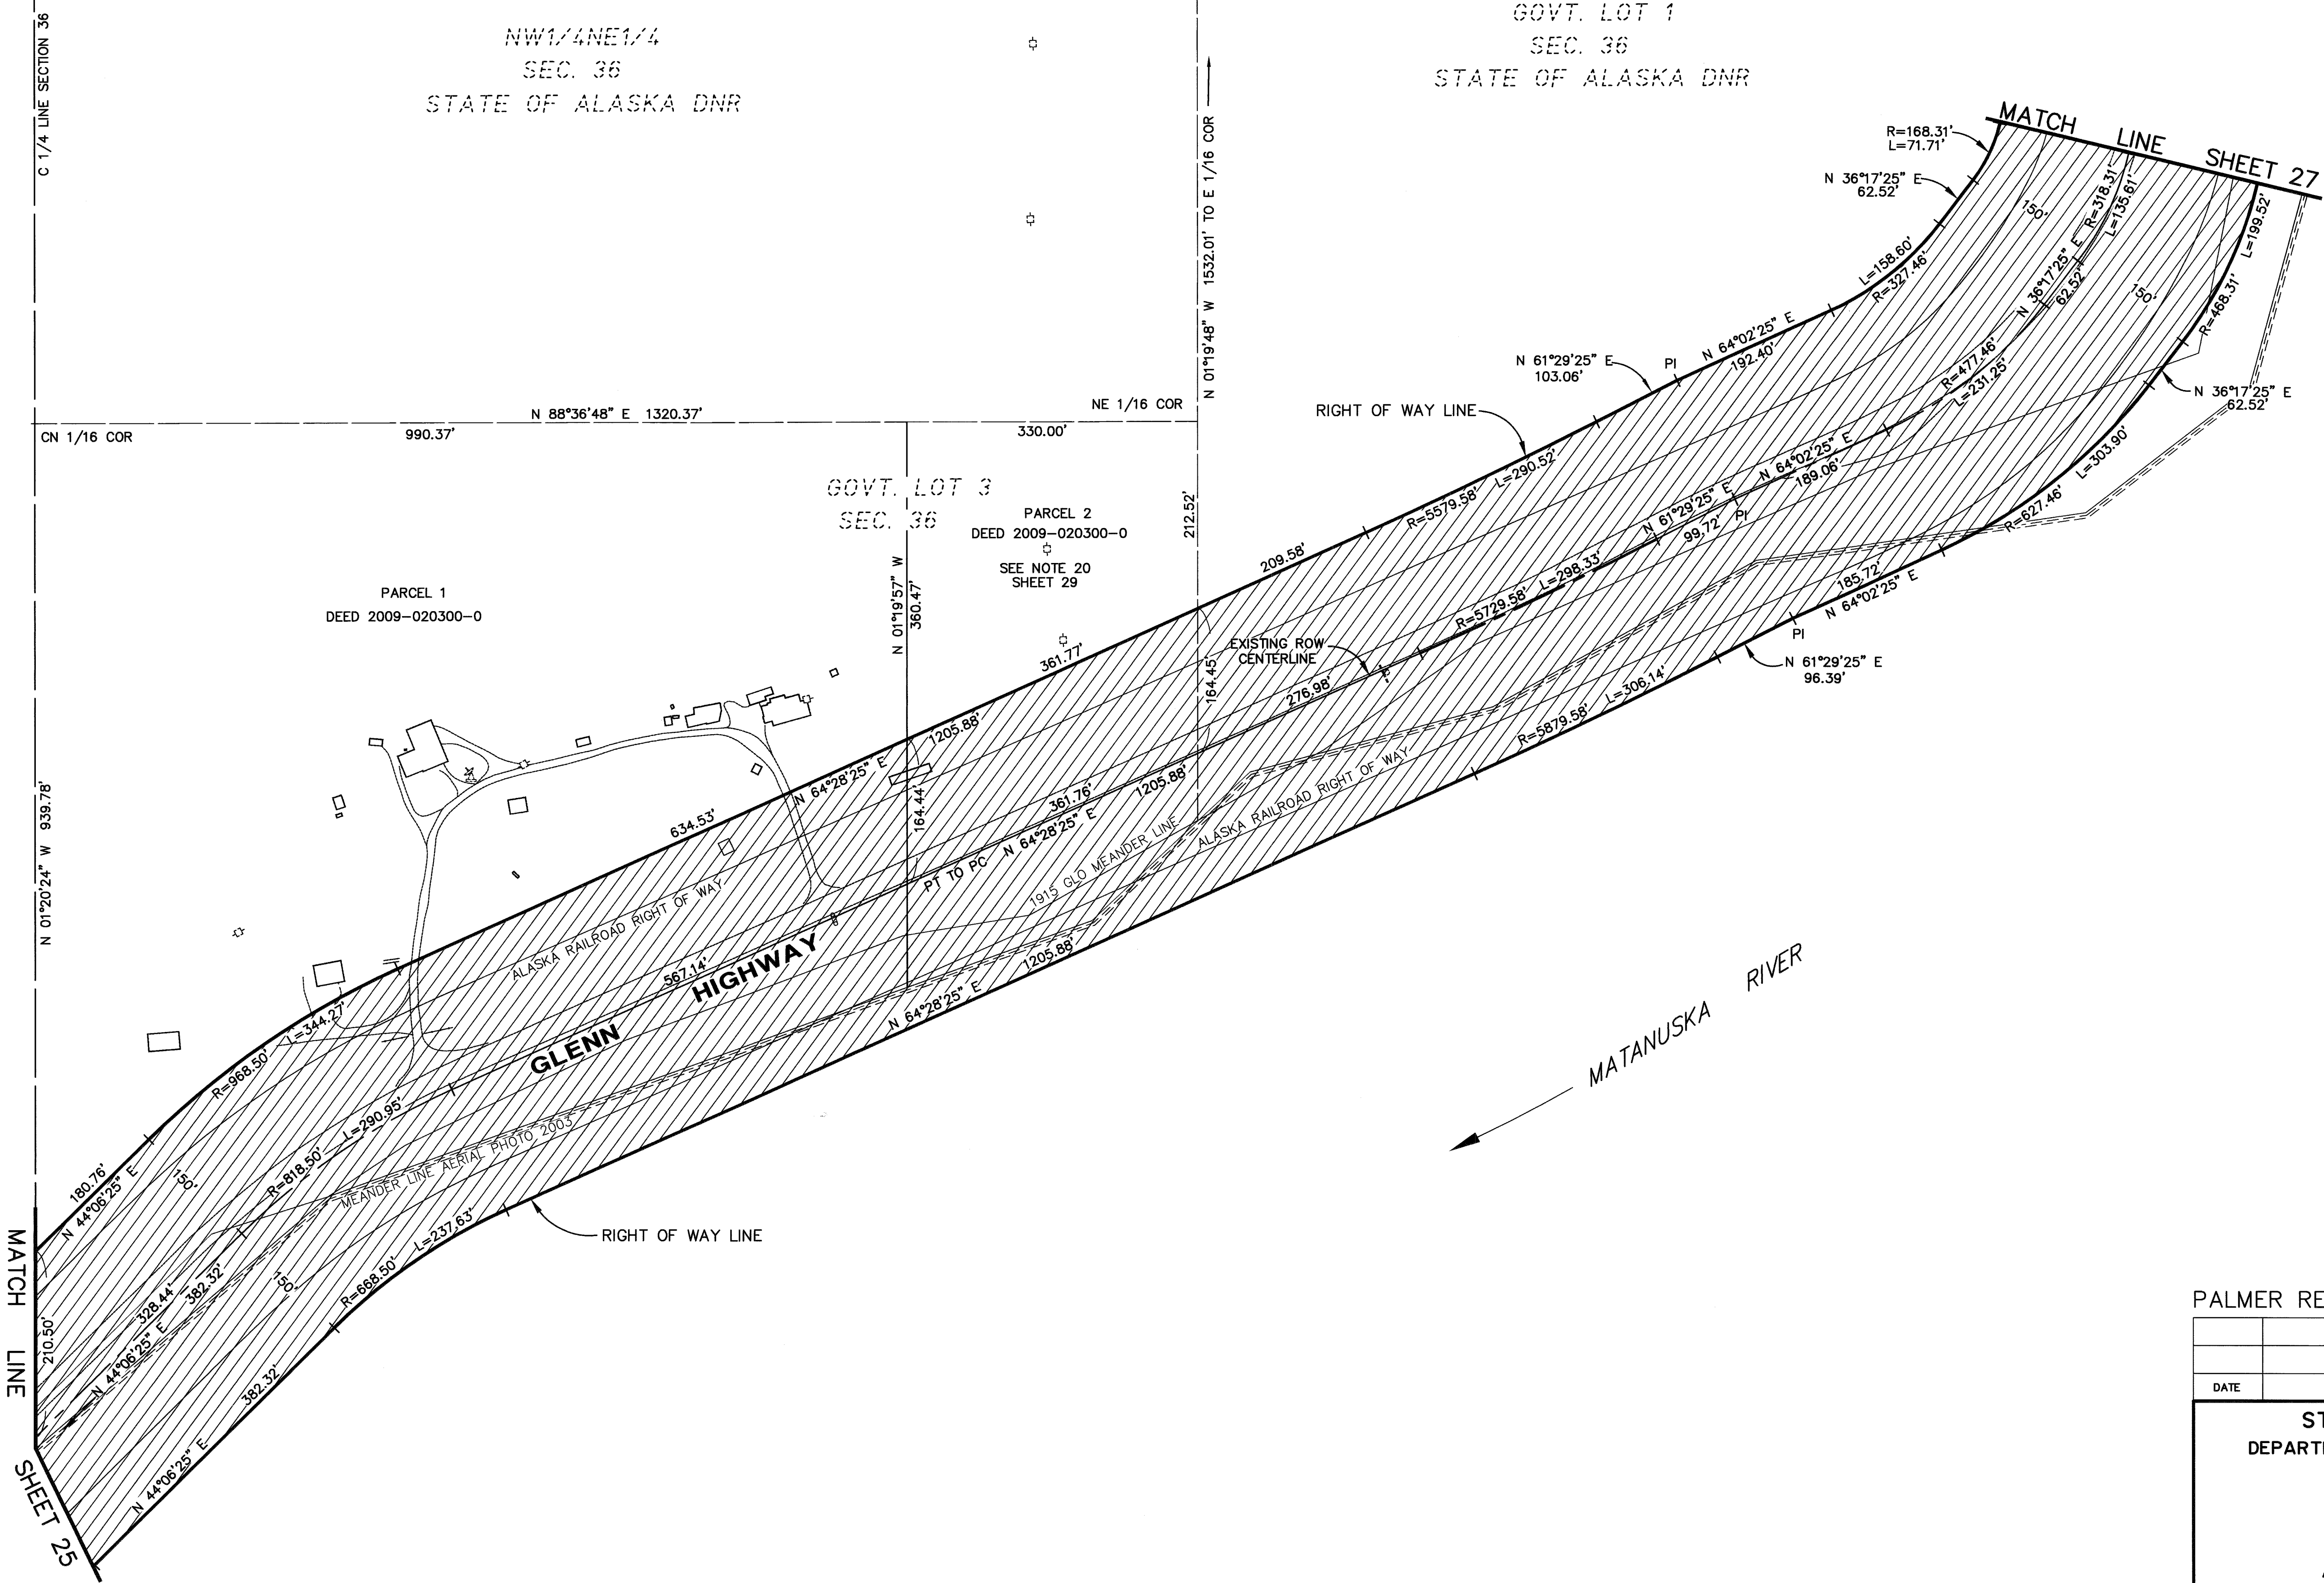 C 1/4 LINE SECTION 36
NW1/4NE1/4
SEC. 36
STATE OF ALASKA DNR
GOVT. LOT 1
SEC. 36
STATE OF ALASKA DNR
N 01°19'48" W 1532.01' TO E 1/16 COR
MATCH LINE SHEET 27
R=168.31'
L=71.71'
N 36°17'25" E
62.52'
L=158.60'
R=327.46'
150'
R=318.31'
L=135.61'
N 36°17'25" E
62.52'
L=199.52'
R=468.31'
150'
N 36°17'25" E
62.52'
N 64°02'25" E
192.40'
PI
N 61°29'25" E
103.06'
R=477.46'
L=231.25'
RIGHT OF WAY LINE
L=290.52'
R=5579.58'
N 64°02'25" E
189.06'
N 61°29'25" E
99.72'
PI
L=303.90'
R=627.46'
CN 1/16 COR
N 88°36'48" E 1320.37'
990.37'
NE 1/16 COR
330.00'
GOVT. LOT 3
SEC. 36
PARCEL 2
DEED 2009-020300-0
SEE NOTE 20
SHEET 29
212.52'
PARCEL 1
DEED 2009-020300-0
N 01°19'57" W
360.47'
209.58'
L=298.33'
R=5729.58'
185.72'
N 64°02'25" E
PI
N 61°29'25" E
96.39'
361.77'
EXISTING ROW
CENTERLINE
164.45'
276.98'
L=306.14'
R=5879.58'
1205.88'
N 64°28'25" E
634.53'
164.44'
361.76'
1205.88'
PT TO PC N 64°28'25" E
1915 GLO MEANDER LINE
ALASKA RAILROAD RIGHT OF WAY
N 01°20'24" W 939.78'
ALASKA RAILROAD RIGHT OF WAY
567.14'
GLENN HIGHWAY
1205.88'
N 64°28'25" E
MATANUSKA RIVER
L=344.27'
R=968.50'
L=290.95'
R=818.50'
MEANDER LINE AERIAL PHOTO 2003
180.76'
N 44°06'25" E
150'
L=237.63'
R=668.50'
RIGHT OF WAY LINE
150'
328.44'
382.32'
N 44°06'25" E
210.50'
382.32'
N 44°06'25" E
MATCH LINE
SHEET 25
PALMER RE
DATE
ST
DEPART